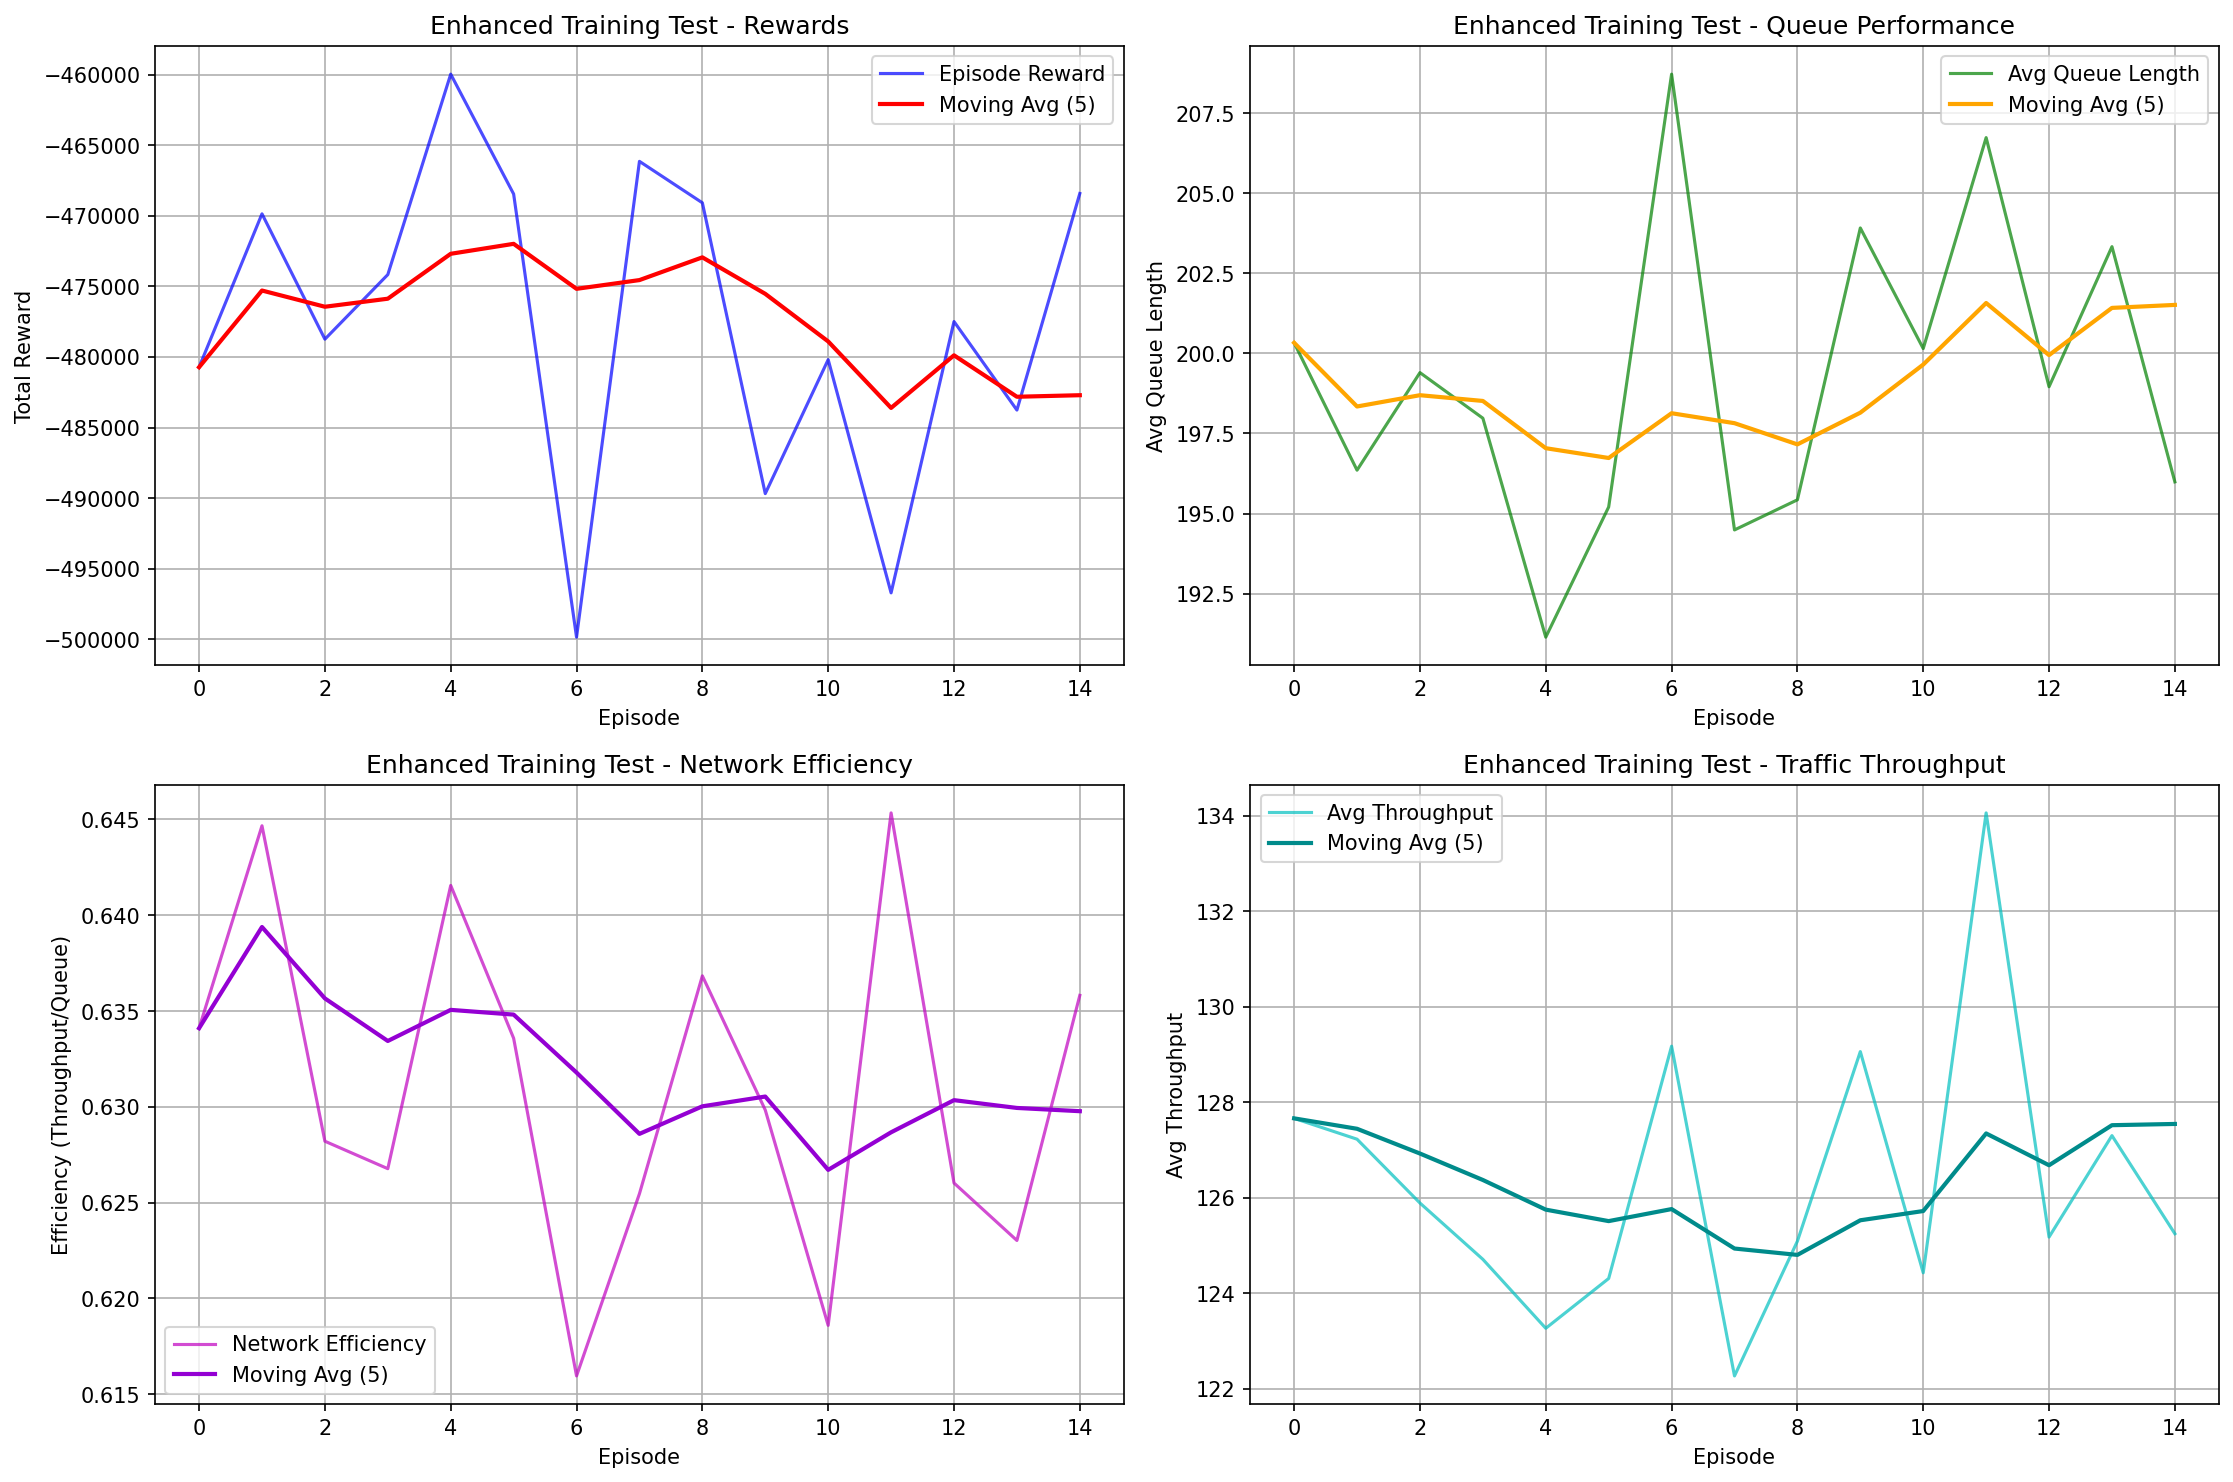 Enhanced Training Test - Rewards
Episode Reward
Moving Avg (5)
Total Reward
−460000
−465000
−470000
−475000
−480000
−485000
−490000
−495000
−500000
0 2 4 6 8 10 12 14
Episode
Enhanced Training Test - Queue Performance
Avg Queue Length
Moving Avg (5)
Avg Queue Length
207.5
205.0
202.5
200.0
197.5
195.0
192.5
0 2 4 6 8 10 12 14
Episode
Enhanced Training Test - Network Efficiency
Efficiency (Throughput/Queue)
0.645
0.640
0.635
0.630
0.625
0.620
0.615
Network Efficiency
Moving Avg (5)
0 2 4 6 8 10 12 14
Episode
Enhanced Training Test - Traffic Throughput
Avg Throughput
Moving Avg (5)
Avg Throughput
134
132
130
128
126
124
122
0 2 4 6 8 10 12 14
Episode